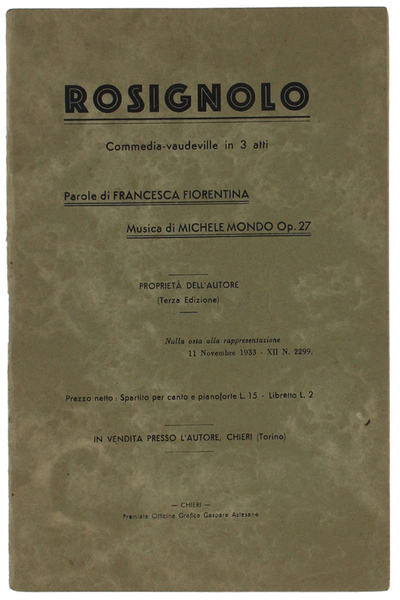 ROSIGNOLO
Commedia-vaudeville in 3 atti
Parole di FRANCESCA FIORENTINA
Musica di MICHELE MONDO Op. 27
PROPRIETÀ DELL'AUTORE
(Terza Edizione)
Nulla osta alla rappresentazione
11 Novembre 1933 - XII N. 2299.
Prezzo netto : Spartito per canto e pianoforte L. 15 - Libretto L. 2
IN VENDITA PRESSO L'AUTORE, CHIERI (Torino)
— CHIERI —
Premiate Officine Grafica Gaspare Astesano